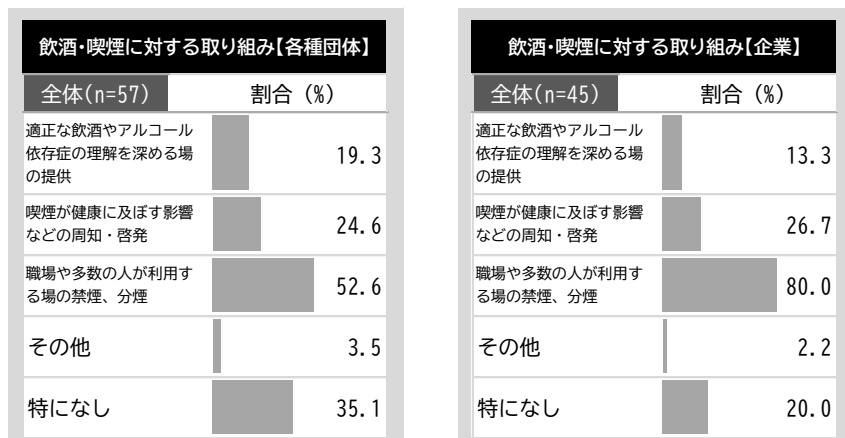 飲酒・喫煙に対する取り組み【各種団体】
全体(n=57) 割合 (%)
適正な飲酒やアルコール
依存症の理解を深める場
の提供
19.3
喫煙が健康に及ぼす影響
などの周知・啓発
24.6
職場や多数の人が利用す
る場の禁煙、分煙
52.6
その他 3.5
特になし 35.1
飲酒・喫煙に対する取り組み【企業】
全体(n=45) 割合 (%)
適正な飲酒やアルコール
依存症の理解を深める場
の提供
13.3
喫煙が健康に及ぼす影響
などの周知・啓発
26.7
職場や多数の人が利用す
る場の禁煙、分煙
80.0
その他 2.2
特になし 20.0